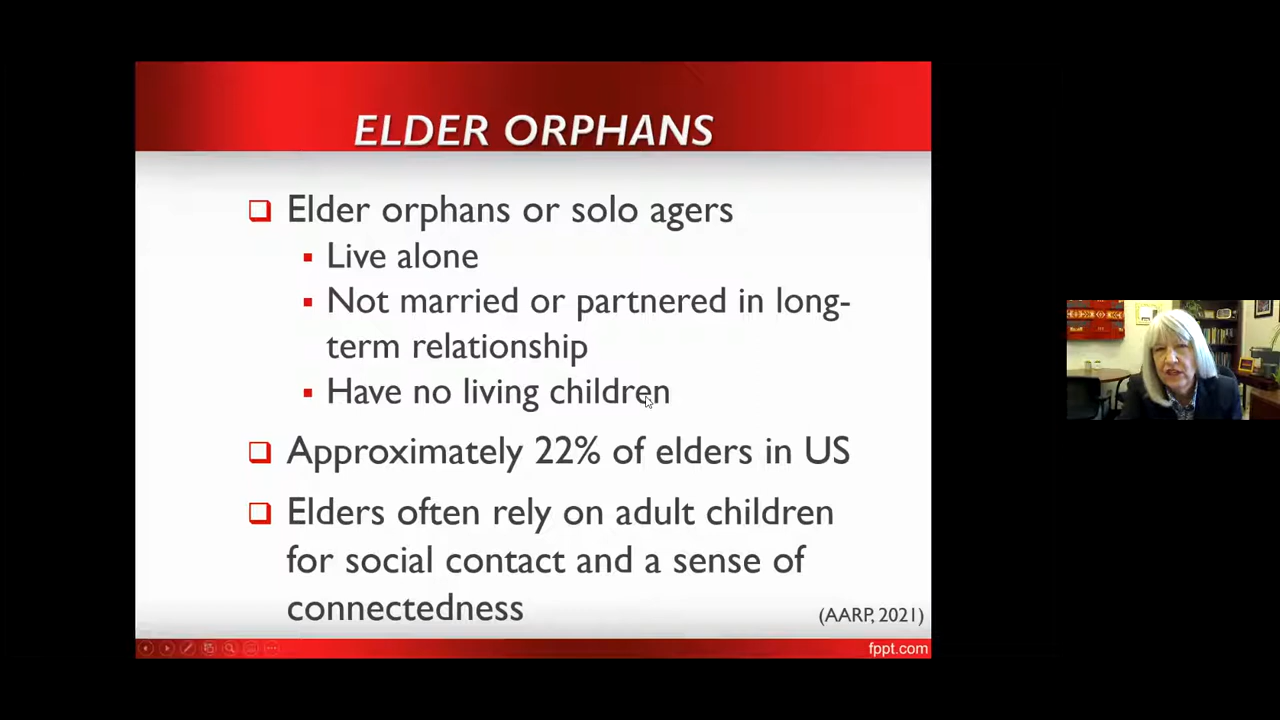 ELDER ORPHANS
Elder orphans or solo agers
Live alone
Not married or partnered in long-
term relationship
Have no living children
Approximately 22% of elders in US
Elders often rely on adult children
for social contact and a sense of
connectedness
(AARP, 2021)
fppt.com